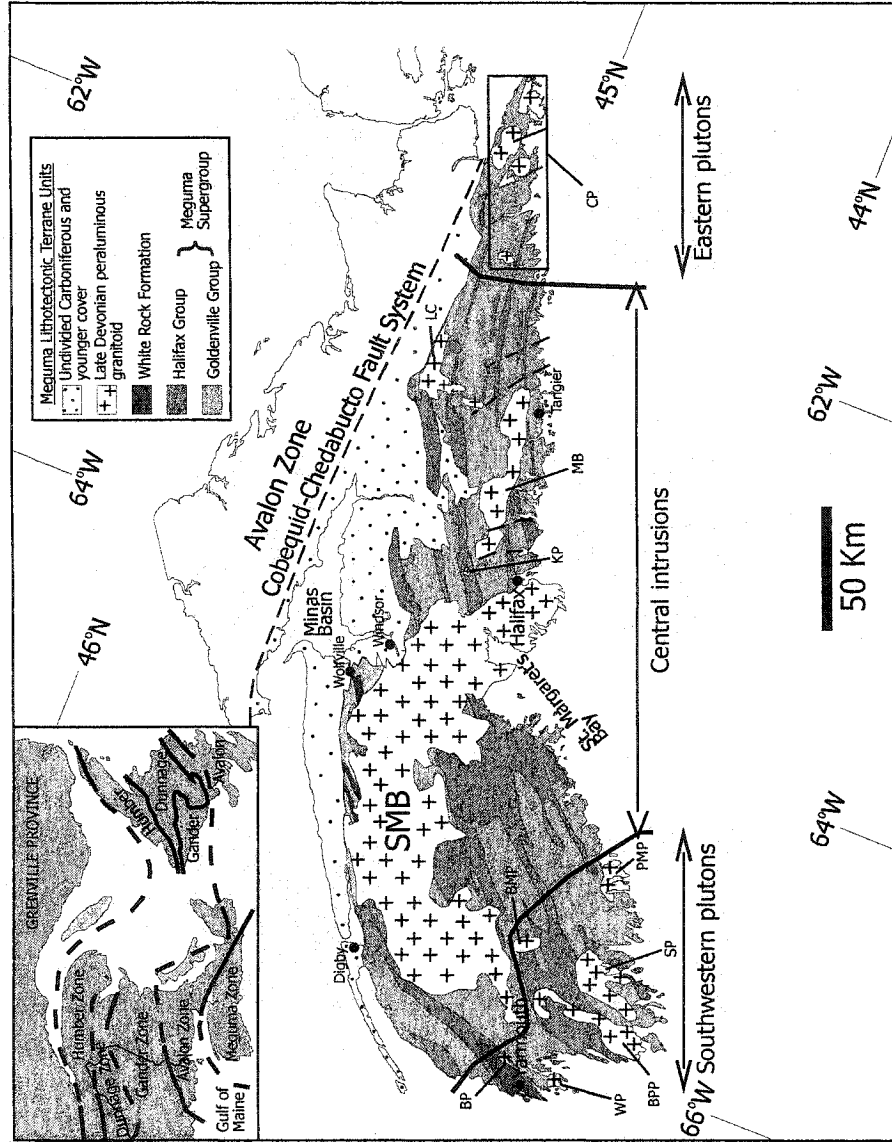 GRENVILLE PROVINCE
Humber Zone
Dunnage Zone
Gander Zone
Avalon Zone
Meguma Zone
Gulf of
Maine
Humber
Dunnage
Gander
Avalon
46°N
64°W
62°W
Meguma Lithotectonic Terrane Units
Undivided Carboniferous and
younger cover
Late Devonian peraluminous
granitoid
White Rock Formation
Halifax Group
Goldenville Group
Meguma
Supergroup
Avalon Zone
Cobequid-Chedabucto Fault System
Minas
Basin
Wolfville
Windsor
Digby
SMB
LC
KP
MB
Tangier
Halifax
St. Margaret's
Bay
CP
BMP
Yarmouth
BP
WP
BPP
SP
PMP
66°W
Southwestern plutons
Central intrusions
Eastern plutons
45°N
64°W
50 Km
62°W
44°N